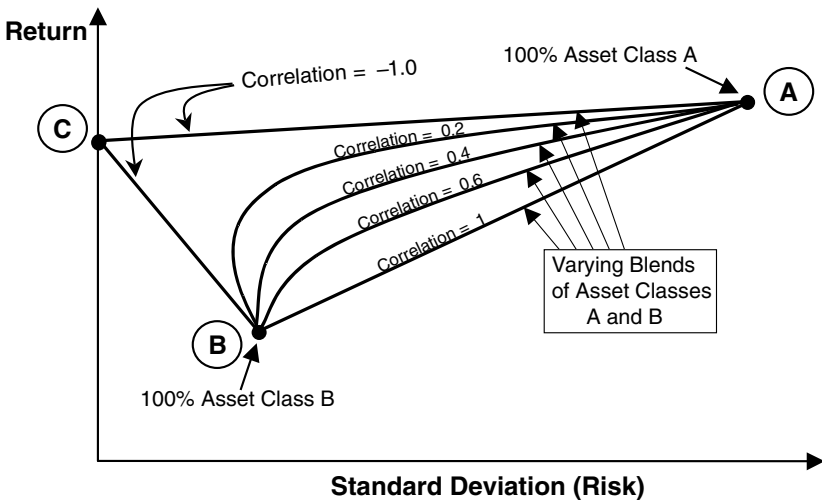 Return
Correlation = –1.0
100% Asset Class A
A
C
Correlation = 0.2
Correlation = 0.4
Correlation = 0.6
Correlation = 1
Varying Blends
of Asset Classes
A and B
B
100% Asset Class B
Standard Deviation (Risk)